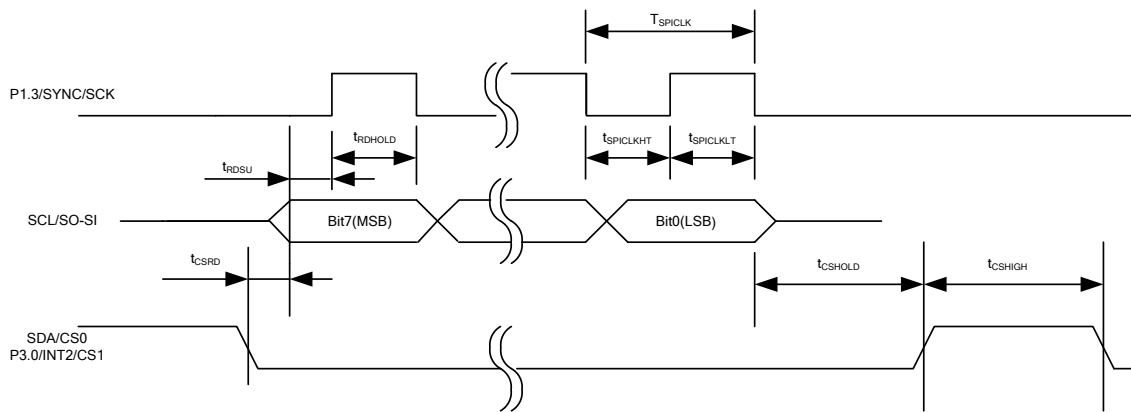 TSPICLK
P1.3/SYNC/SCK
tRDHOLD
tSPICLKHT
tSPICLKLT
tRDSU
SCL/SO-SI
Bit7(MSB)
Bit0(LSB)
tCSRD
tCSHOLD
tCSHIGH
SDA/CS0
P3.0/INT2/CS1